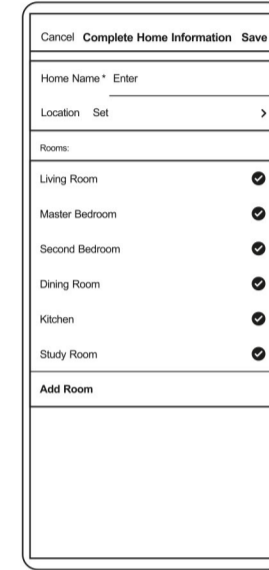 Cancel Complete Home Information Save
Home Name* Enter
Location Set
Rooms:
Living Room
Master Bedroom
Second Bedroom
Dining Room
Kitchen
Study Room
Add Room